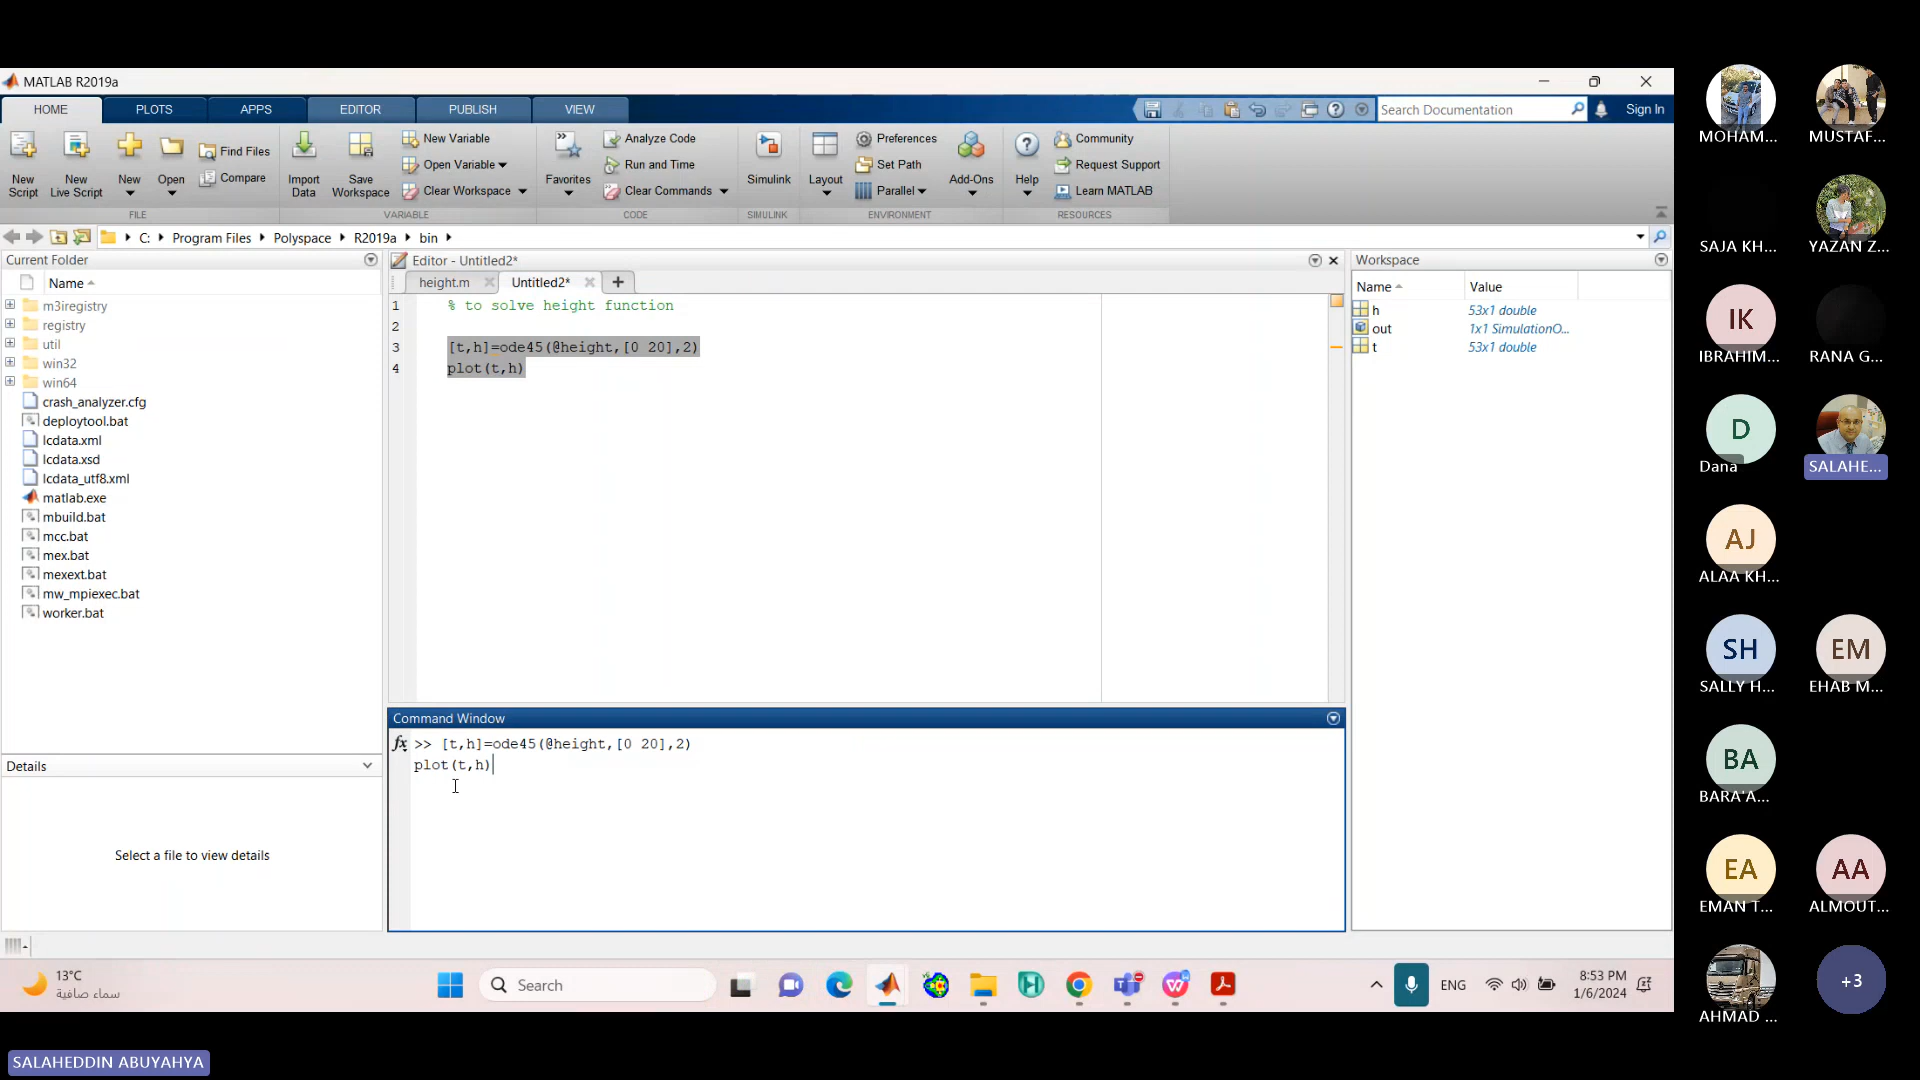 MATLAB R2019a
HOME
PLOTS
APPS
EDITOR
PUBLISH
VIEW
Search Documentation
Sign In
New Script
New Live Script
New
Open
Find Files
Compare
FILE
Import Data
Save Workspace
New Variable
Open Variable
Clear Workspace
VARIABLE
Favorites
Analyze Code
Run and Time
Clear Commands
CODE
Simulink
SIMULINK
Layout
Preferences
Set Path
Parallel
Add-Ons
ENVIRONMENT
Help
Community
Request Support
Learn MATLAB
RESOURCES
C: Program Files Polyspace R2019a bin
Current Folder
Name
m3iregistry
registry
util
win32
win64
crash_analyzer.cfg
deploytool.bat
lcdata.xml
lcdata.xsd
lcdata_utf8.xml
matlab.exe
mbuild.bat
mcc.bat
mex.bat
mexext.bat
mw_mpiexec.bat
worker.bat
Details
Select a file to view details
Editor - Untitled2*
height.m
Untitled2*
1 % to solve height function
2
3 [t,h]=ode45(@height,[0 20],2)
4 plot(t,h)
Command Window
fx >> [t,h]=ode45(@height,[0 20],2)
plot(t,h)
Workspace
Name Value
h 53x1 double
out 1x1 SimulationO...
t 53x1 double
13°C
سماء صافية
Search
ENG
8:53 PM
1/6/2024
MOHAM...
MUSTAF...
SAJA KH...
YAZAN Z...
IK
IBRAHIM...
RANA G...
D
Dana
SALAHE...
AJ
ALAA KH...
SH
SALLY H...
EM
EHAB M...
BA
BARA'A...
EA
EMAN T...
AA
ALMOUT...
AHMAD ...
+3
SALAHEDDIN ABUYAHYA